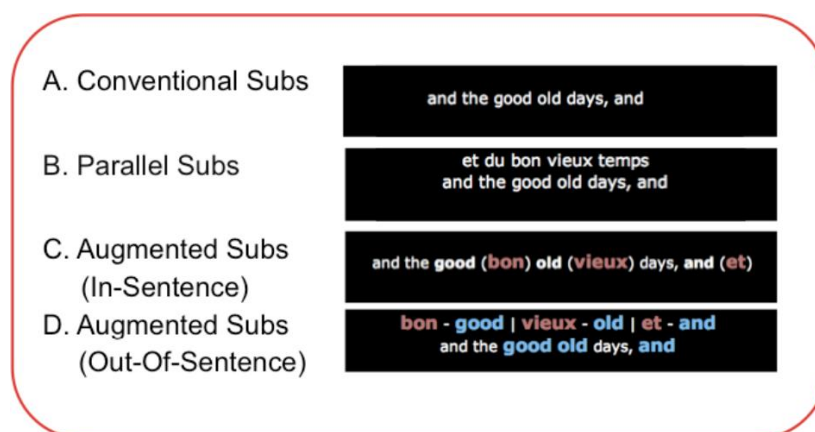 A. Conventional Subs
and the good old days, and
B. Parallel Subs
et du bon vieux temps
and the good old days, and
C. Augmented Subs
(In-Sentence)
and the good (bon) old (vieux) days, and (et)
D. Augmented Subs
(Out-Of-Sentence)
bon - good | vieux - old | et - and
and the good old days, and